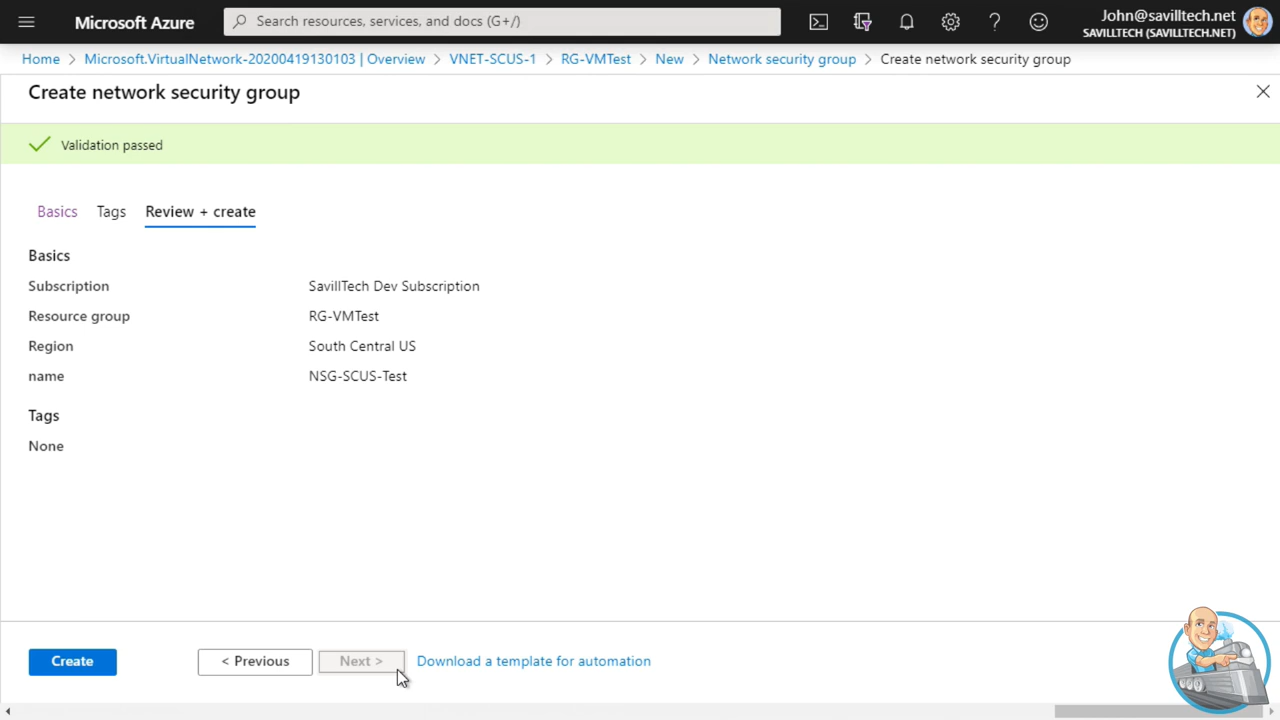 Microsoft Azure
Search resources, services, and docs (G+/)
John@savilltech.net
SAVILLTECH (SAVILLTECH.NET)
Home > Microsoft.VirtualNetwork-20200419130103 | Overview > VNET-SCUS-1 > RG-VMTest > New > Network security group > Create network security group
Create network security group
Validation passed
Basics Tags Review + create
Basics
Subscription SavillTech Dev Subscription
Resource group RG-VMTest
Region South Central US
name NSG-SCUS-Test
Tags
None
Create < Previous Next > Download a template for automation